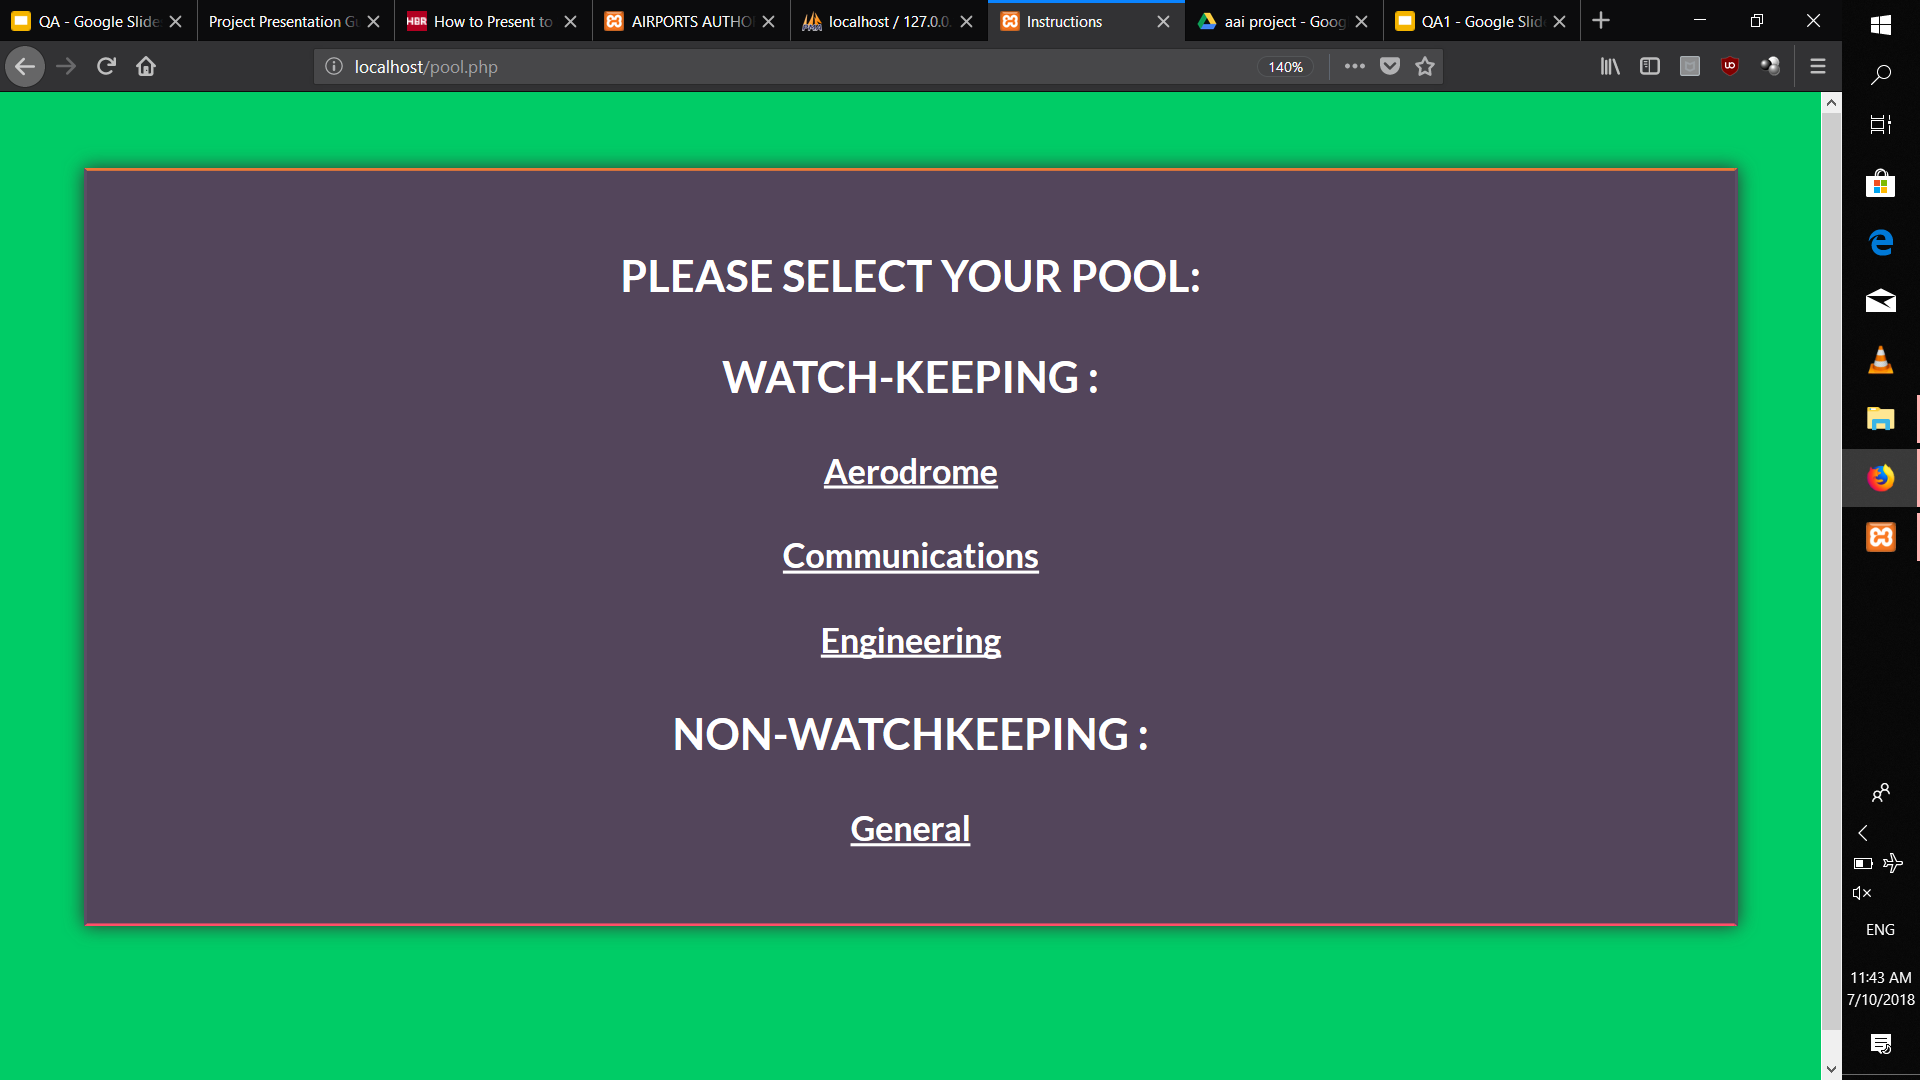 QA - Google Slide
Project Presentation Gu
HBR How to Present to
AIRPORTS AUTHO
localhost / 127.0.0.
Instructions
aai project - Goog
QA1 - Google Slid
localhost/pool.php
140%
PLEASE SELECT YOUR POOL:
WATCH-KEEPING :
Aerodrome
Communications
Engineering
NON-WATCHKEEPING :
General
ENG
11:43 AM
7/10/2018